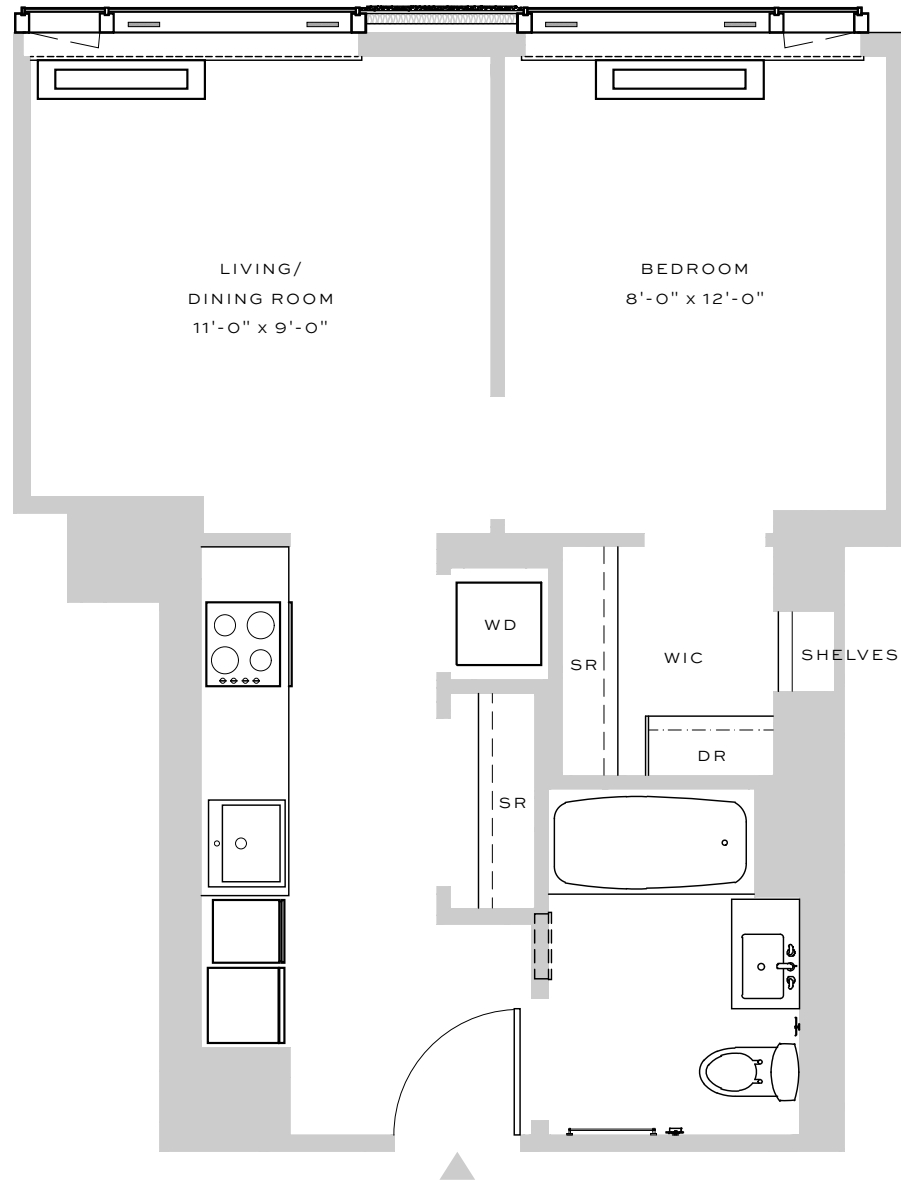 LIVING/
DINING ROOM
11'-0" x 9'-0"
BEDROOM
8'-0" x 12'-0"
WD
SR
WIC
SHELVES
DR
SR